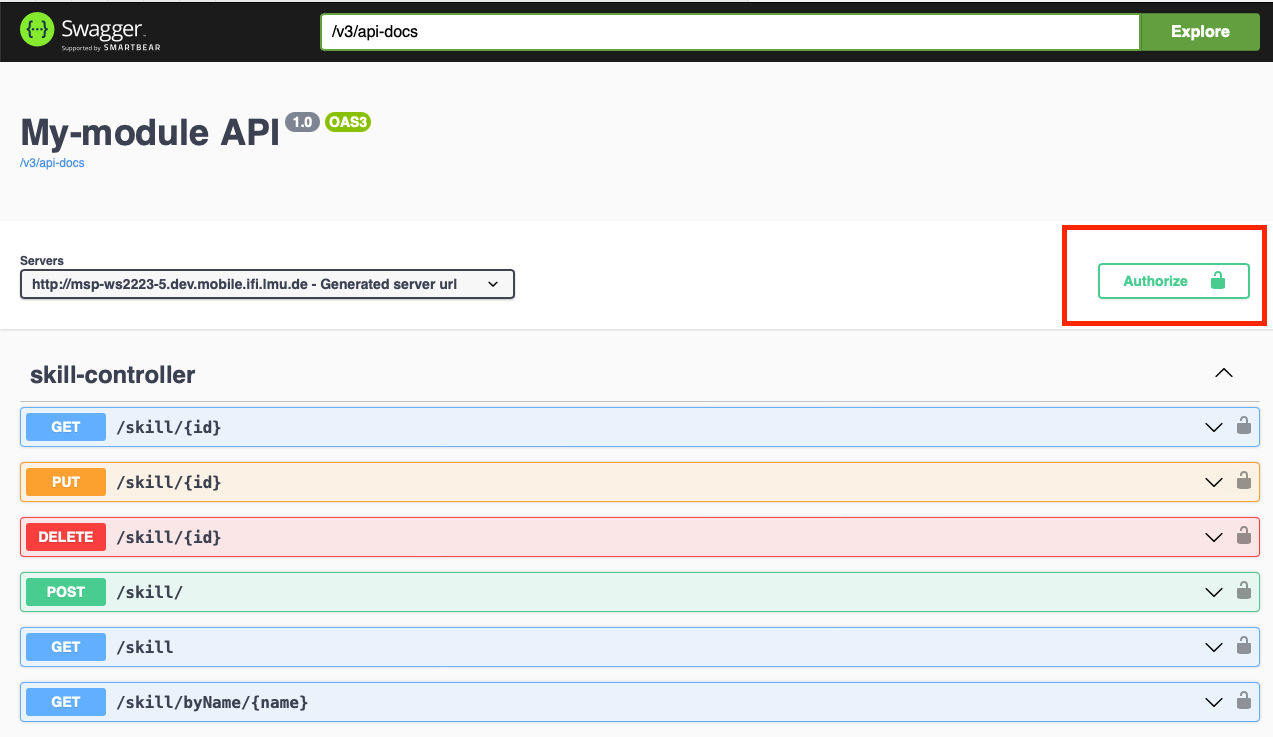 {···} Swagger
Supported by SMARTBEAR
/v3/api-docs
Explore
My-module API 1.0 OAS3
/v3/api-docs
Servers
http://msp-ws2223-5.dev.mobile.ifi.lmu.de - Generated server url
Authorize
skill-controller
GET /skill/{id}
PUT /skill/{id}
DELETE /skill/{id}
POST /skill/
GET /skill
GET /skill/byName/{name}